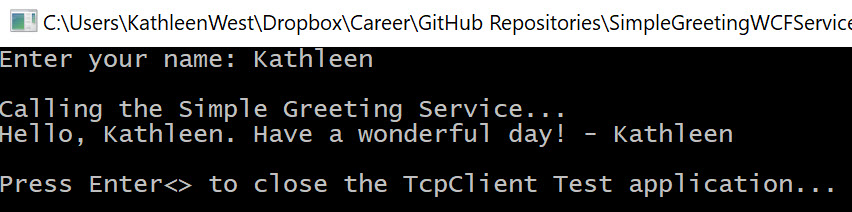 C:\Users\KathleenWest\Dropbox\Career\GitHub Repositories\SimpleGreetingWCFService
Enter your name: Kathleen
Calling the Simple Greeting Service...
Hello, Kathleen. Have a wonderful day! - Kathleen
Press Enter<> to close the TcpClient Test application...